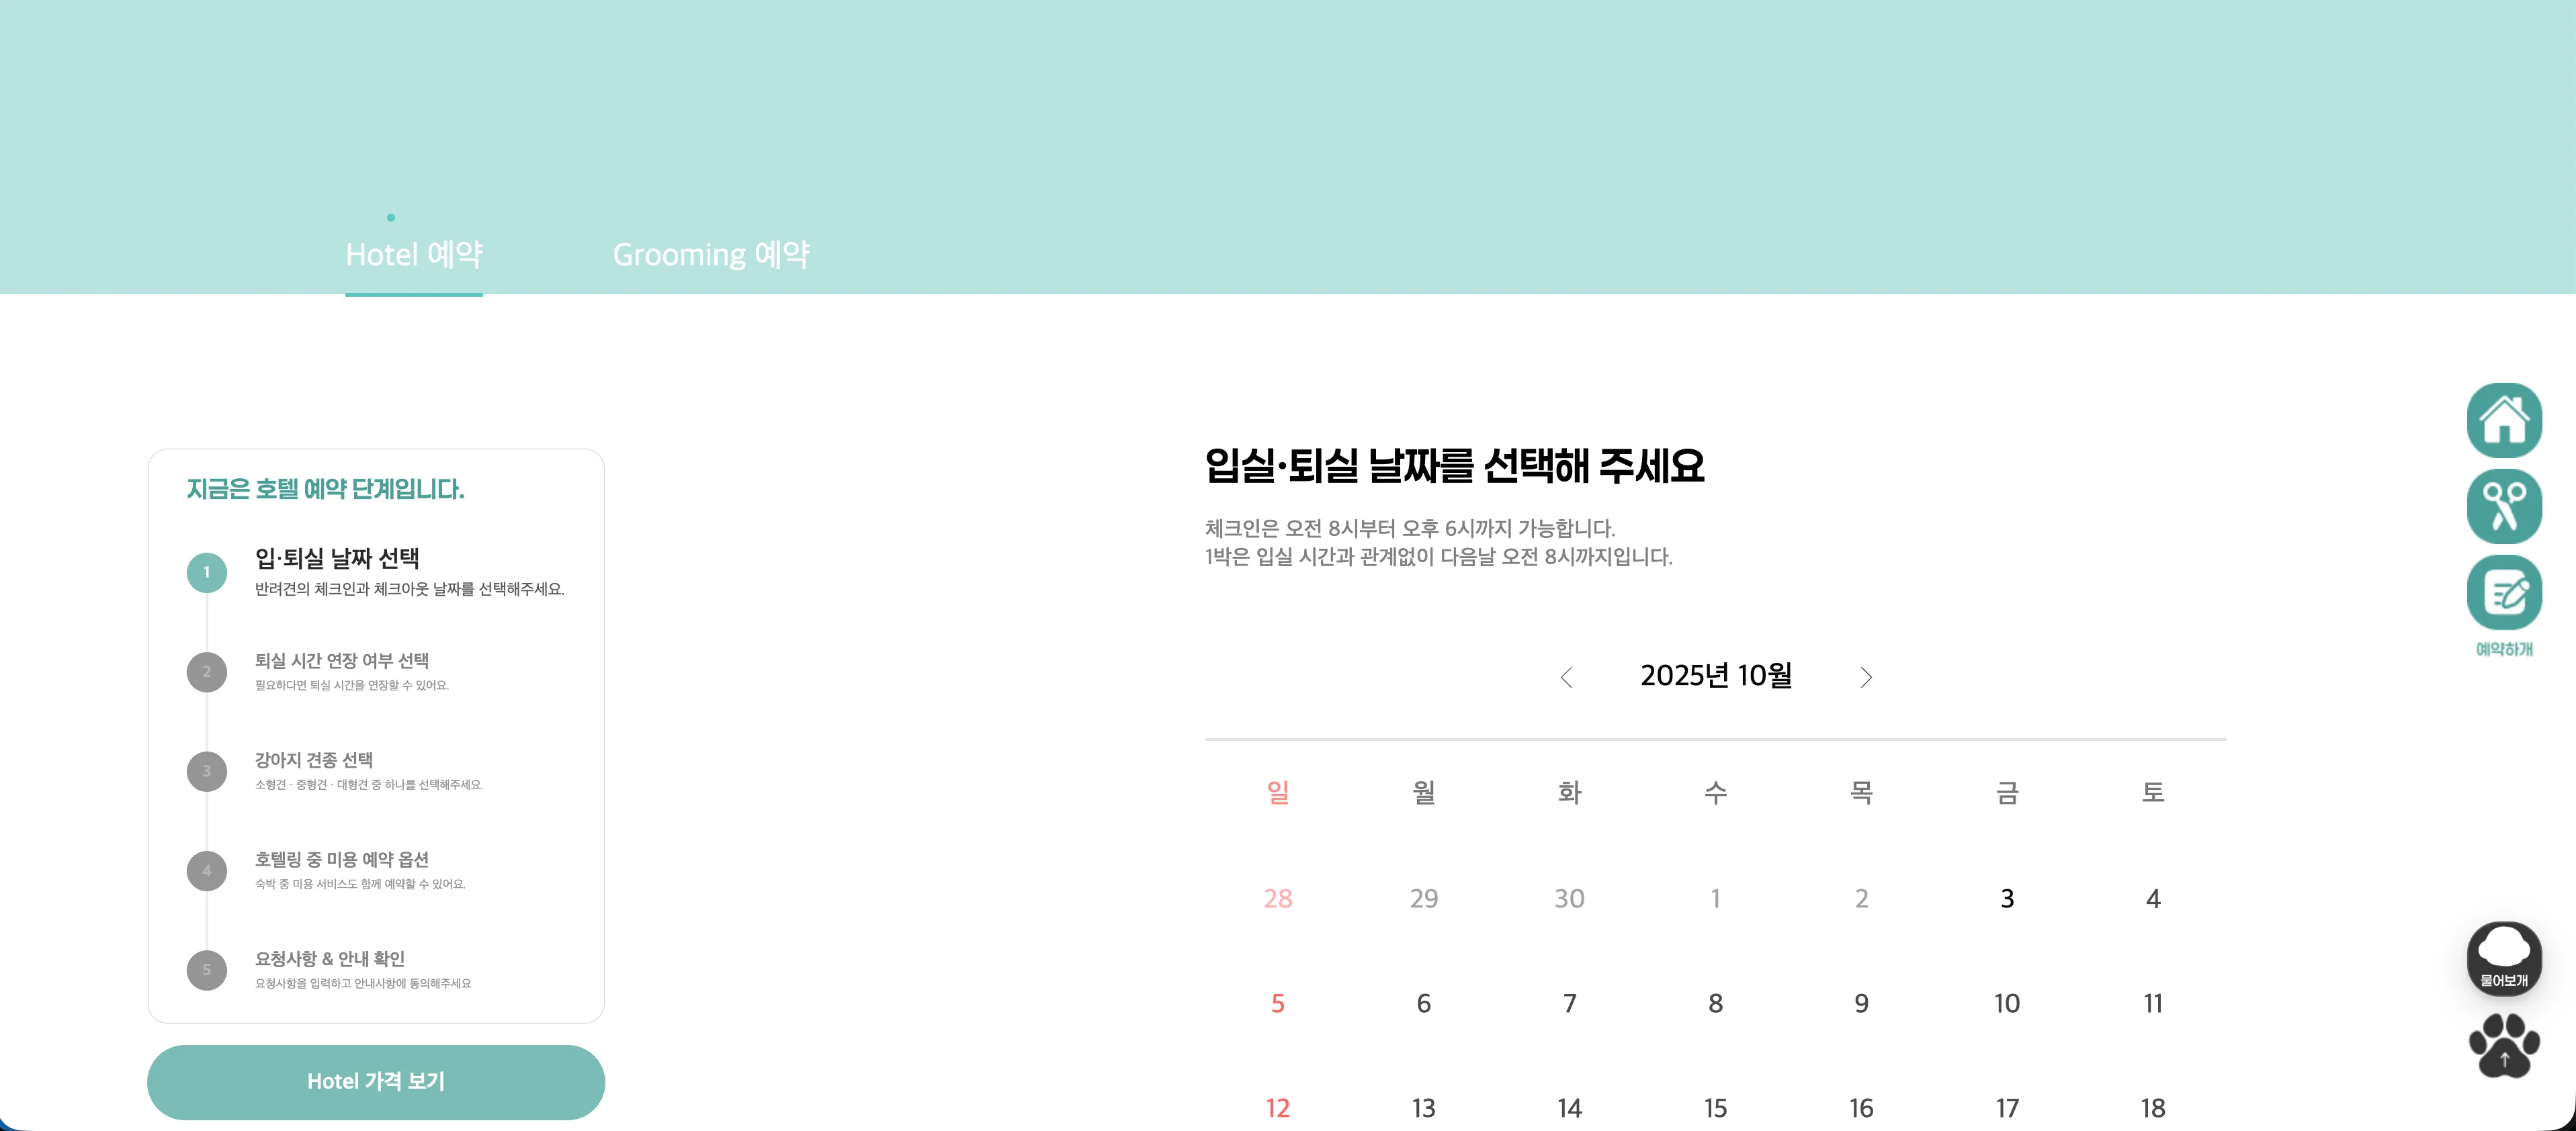 Hotel 예약
Grooming 예약
지금은 호텔 예약 단계입니다.
1
입·퇴실 날짜 선택
반려견의 체크인과 체크아웃 날짜를 선택해주세요.
2
퇴실 시간 연장 여부 선택
필요하다면 퇴실 시간을 연장할 수 있어요.
3
강아지 견종 선택
소형견 · 중형견 · 대형견 중 하나를 선택해주세요.
4
호텔링 중 미용 예약 옵션
숙박 중 미용 서비스도 함께 예약할 수 있어요.
5
요청사항 & 안내 확인
요청사항을 입력하고 안내사항에 동의해주세요
Hotel 가격 보기
입실·퇴실 날짜를 선택해 주세요
체크인은 오전 8시부터 오후 6시까지 가능합니다.
1박은 입실 시간과 관계없이 다음날 오전 8시까지입니다.
2025년 10월
일 월 화 수 목 금 토
28 29 30 1 2 3 4
5 6 7 8 9 10 11
12 13 14 15 16 17 18
예약하개
물어보개